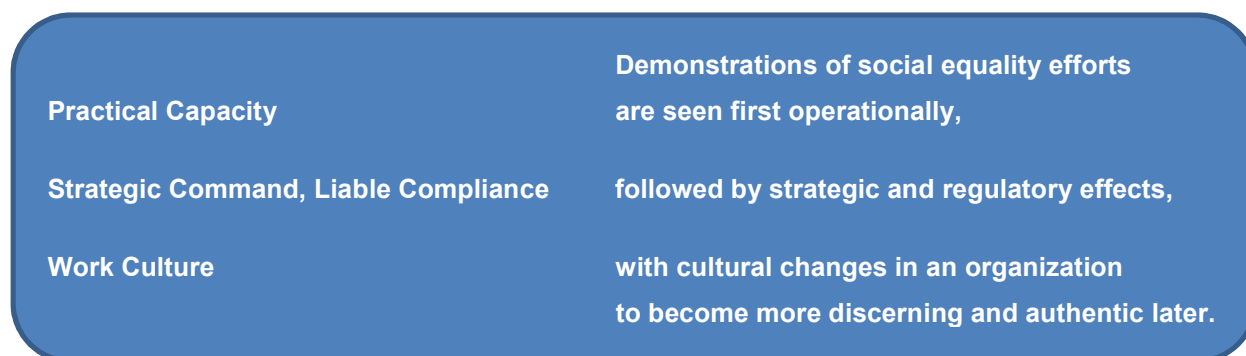 Demonstrations of social equality efforts
Practical Capacity are seen first operationally,
Strategic Command, Liable Compliance followed by strategic and regulatory effects,
Work Culture with cultural changes in an organization
to become more discerning and authentic later.